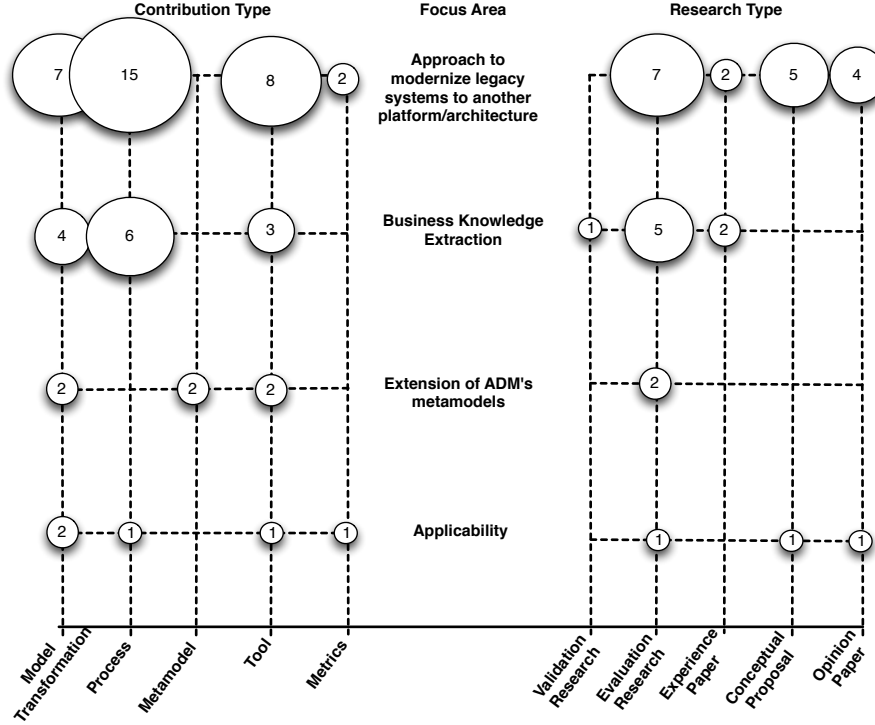 Contribution Type
Focus Area
Research Type
Approach to
modernize legacy
systems to another
platform/architecture
7
15
8
2
7
2
5
4
Business Knowledge
Extraction
4
6
3
1
5
2
Extension of ADM's
metamodels
2
2
2
2
Applicability
2
1
1
1
1
1
1
Model
Transformation
Process
Metamodel
Tool
Metrics
Validation
Research
Evaluation
Research
Experience
Paper
Conceptual
Proposal
Opinion
Paper